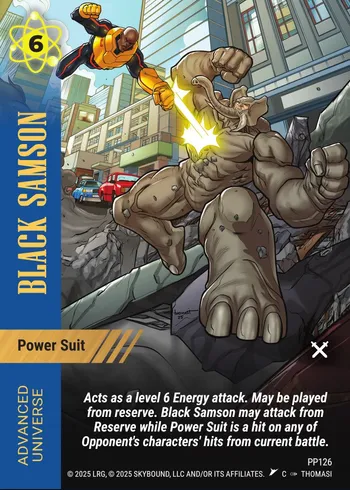 6
BLACK SAMSON
Power Suit
ADVANCED
UNIVERSE
Acts as a level 6 Energy attack. May be played
from reserve. Black Samson may attack from
Reserve while Power Suit is a hit on any of
Opponent's characters' hits from current battle.
PP126
© 2025 LRG, © 2025 SKYBOUND, LLC AND/OR ITS AFFILIATES. C THOMASI